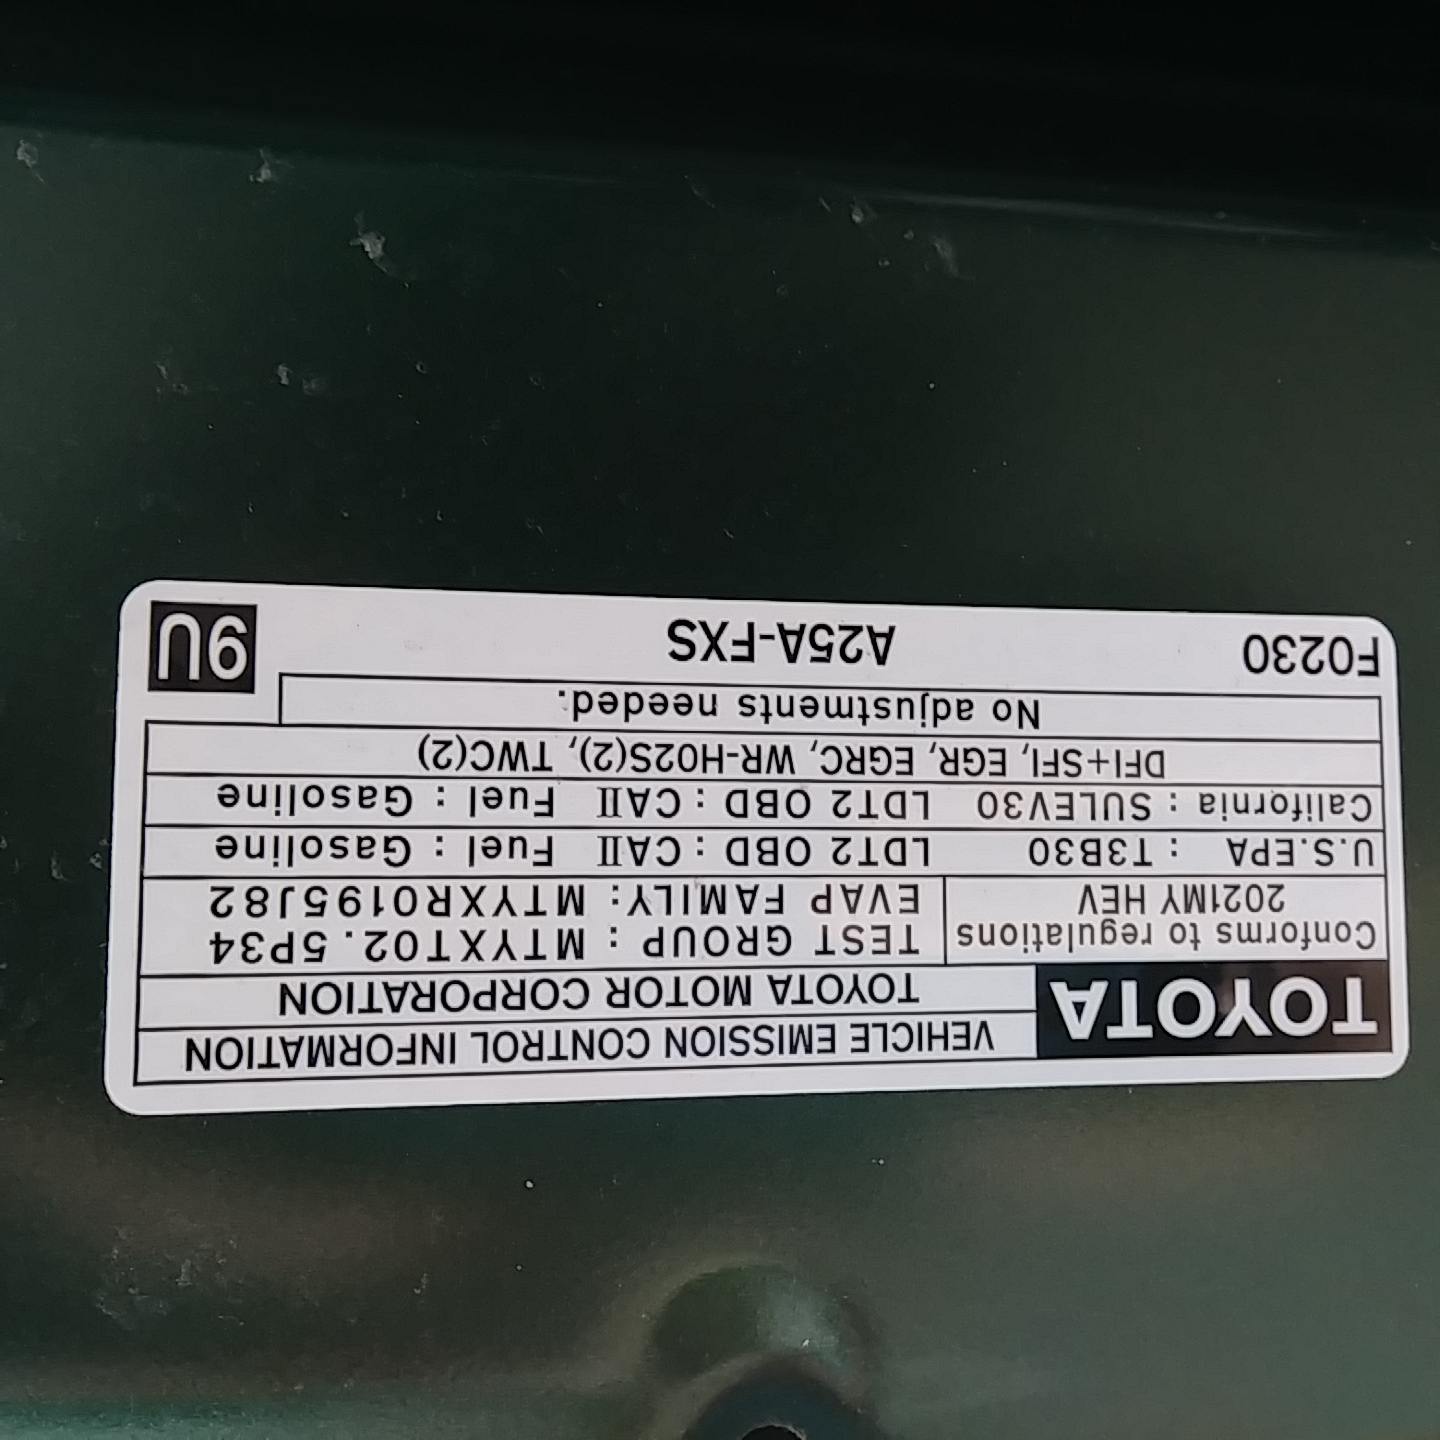 TOYOTA
VEHICLE EMISSION CONTROL INFORMATION
TOYOTA MOTOR CORPORATION
Conforms to regulations
2021MY HEV
TEST GROUP : MTYXT02.5P34
EVAP FAMILY: MTYXR0195J82
U.S.EPA : T3B30 LDT2 OBD : CAII Fuel : Gasoline
California : SULEV30 LDT2 OBD : CAII Fuel : Gasoline
DFI+SFI, EGR, EGRC, WR-HO2S(2), TWC(2)
No adjustments needed.
F0230 A25A-FXS 9U